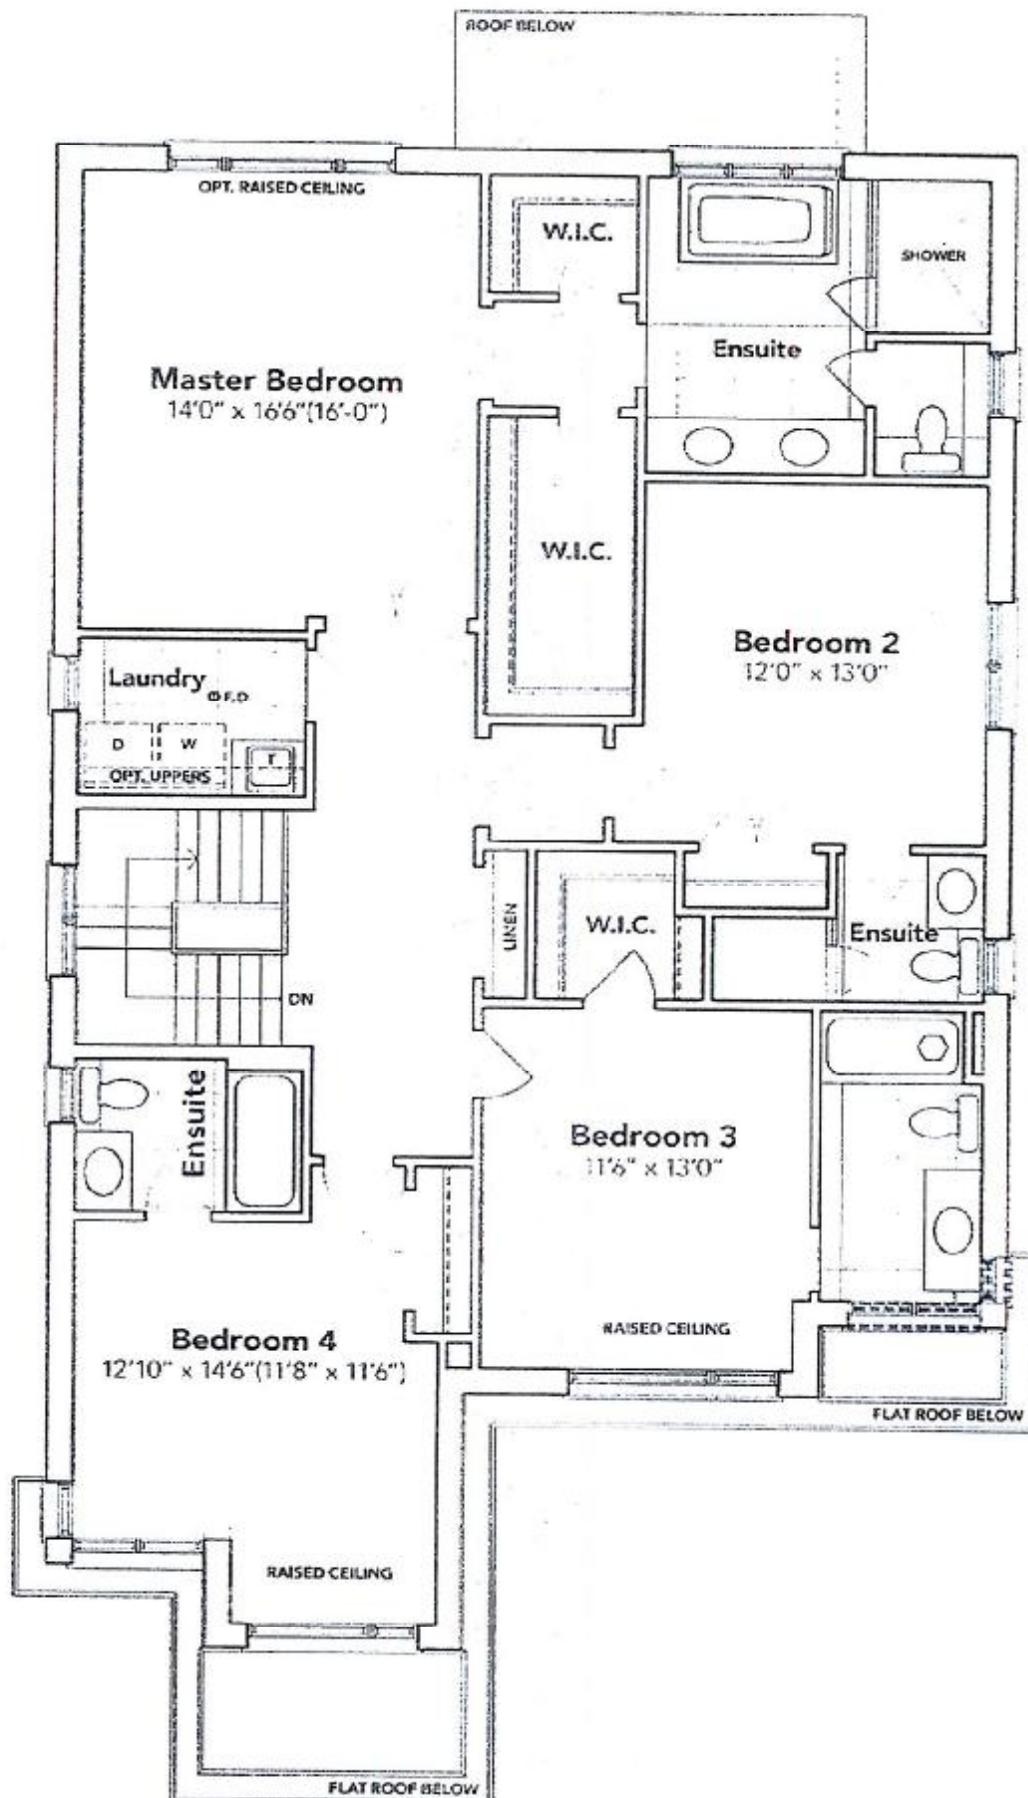 ROOF BELOW
OPT. RAISED CEILING
W.I.C.
SHOWER
Ensuite
Master Bedroom
14'0" x 16'6"(16'-0")
W.I.C.
Bedroom 2
12'0" x 13'0"
Laundry
F.D
D
W
T
OPT. UPPERS
LINEN
W.I.C.
Ensuite
DN
Ensuite
Bedroom 3
11'6" x 13'0"
RAISED CEILING
Bedroom 4
12'10" x 14'6"(11'8" x 11'6")
FLAT ROOF BELOW
RAISED CEILING
FLAT ROOF BELOW